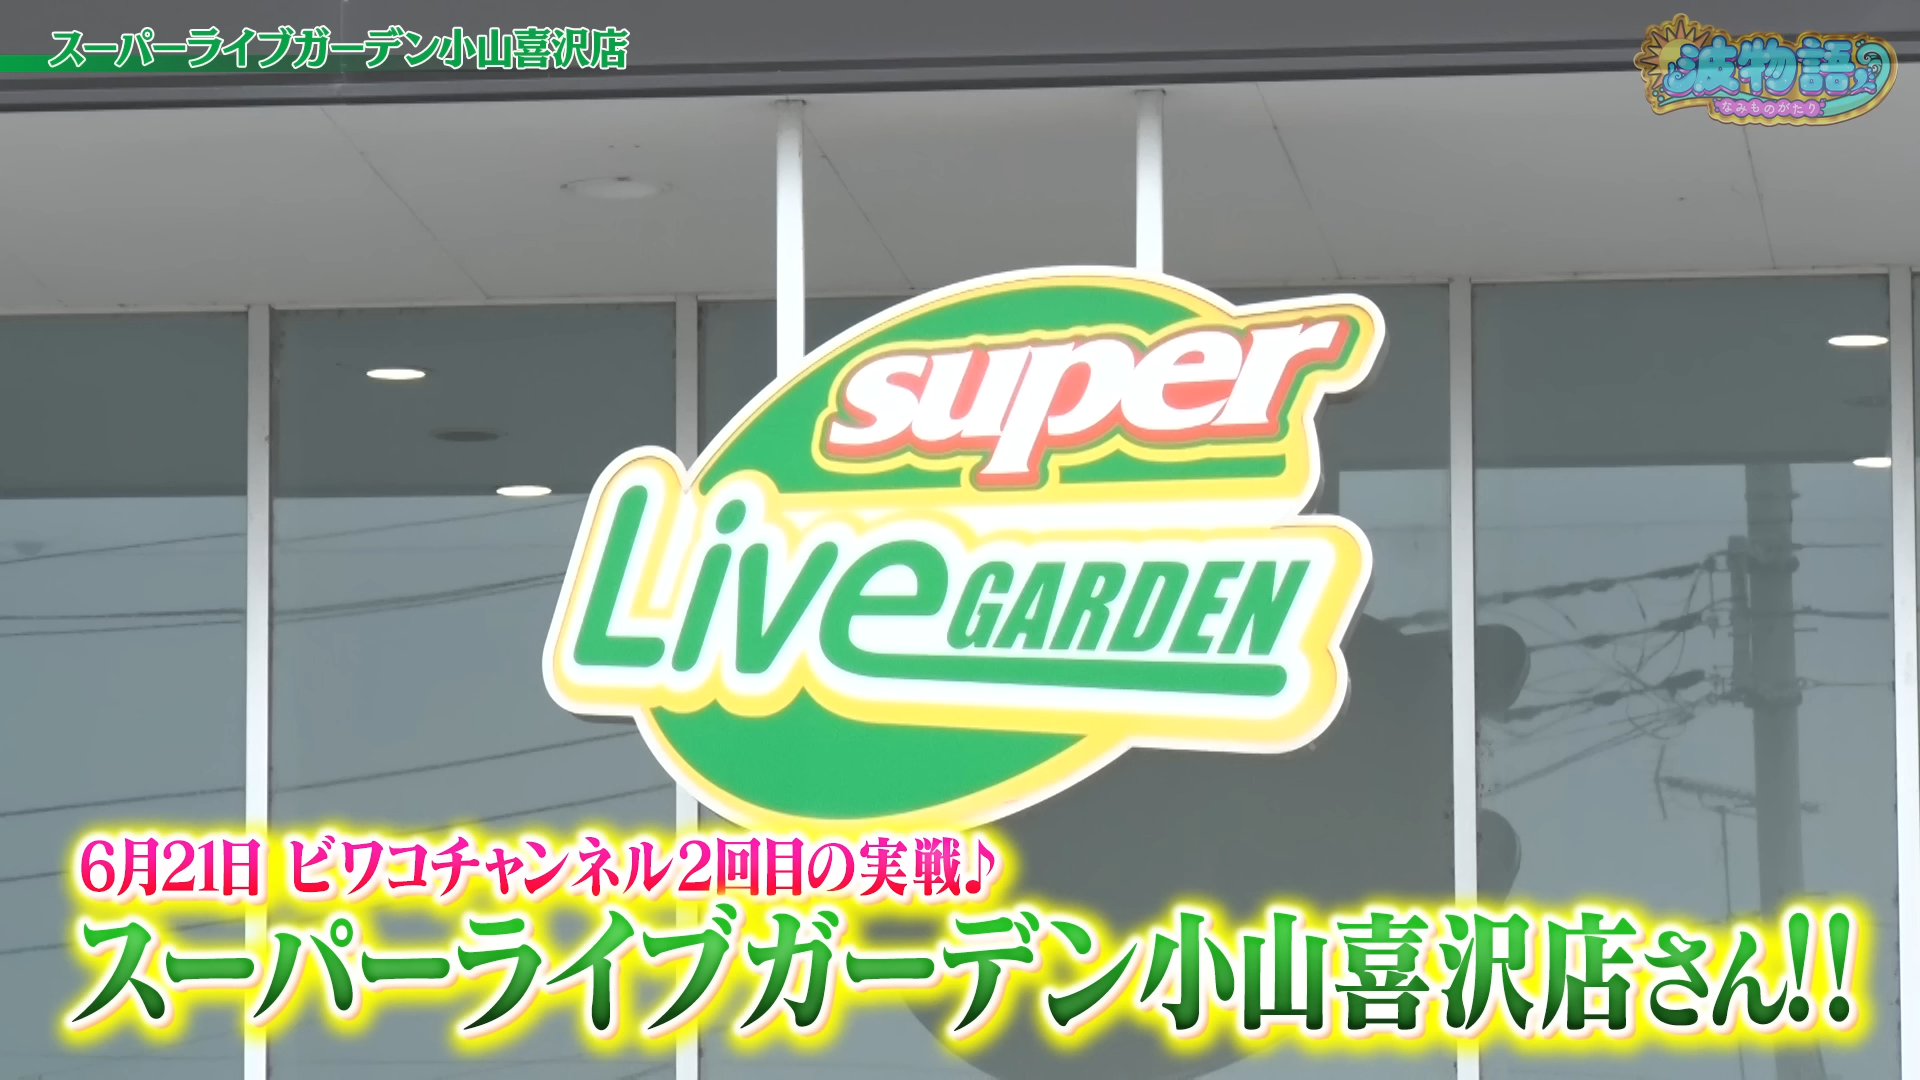 スーパーライブガーデン小山喜沢店
波物語
なみものがたり
super
Live GARDEN
6月21日 ビワコチャンネル2回目の実戦♪
スーパーライブガーデン小山喜沢店さん!!